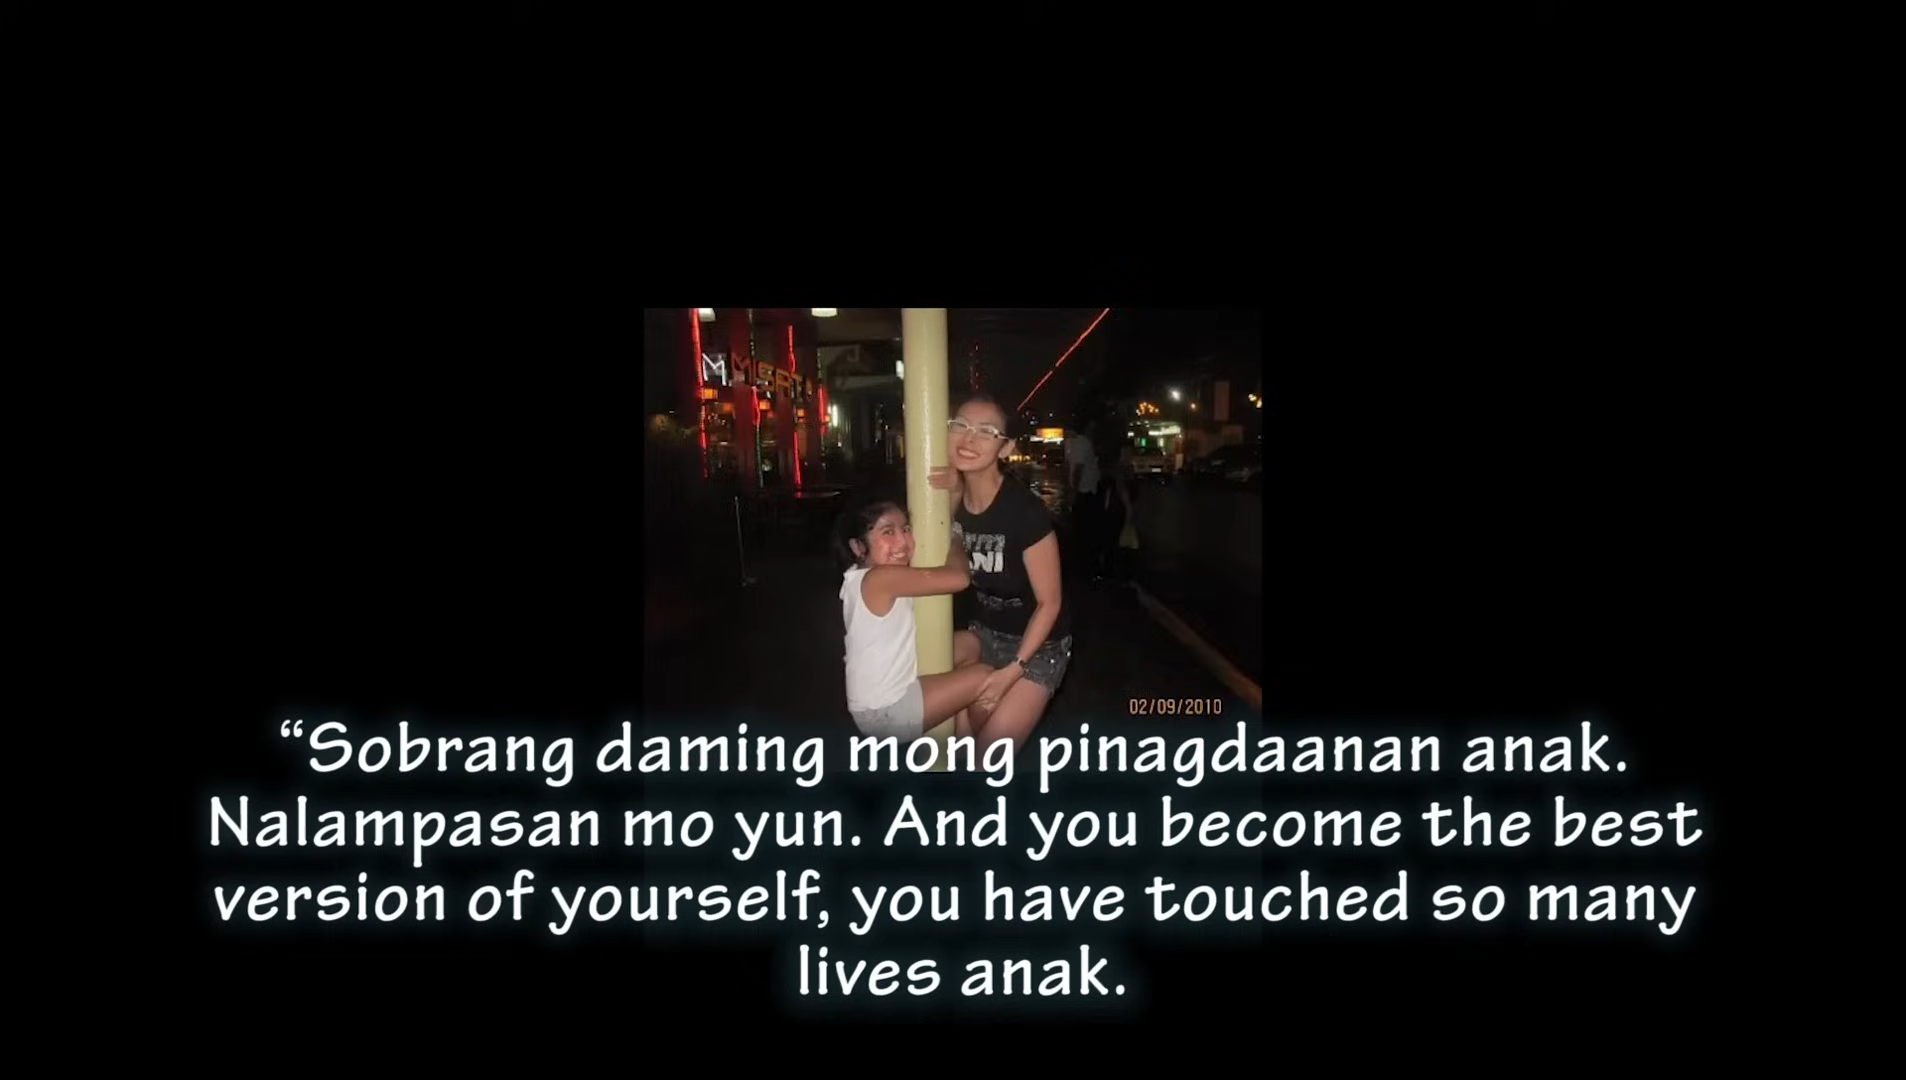 02/09/2010
“Sobrang daming mong pinagdaanan anak.
Nalampasan mo yun. And you become the best
version of yourself, you have touched so many
lives anak.